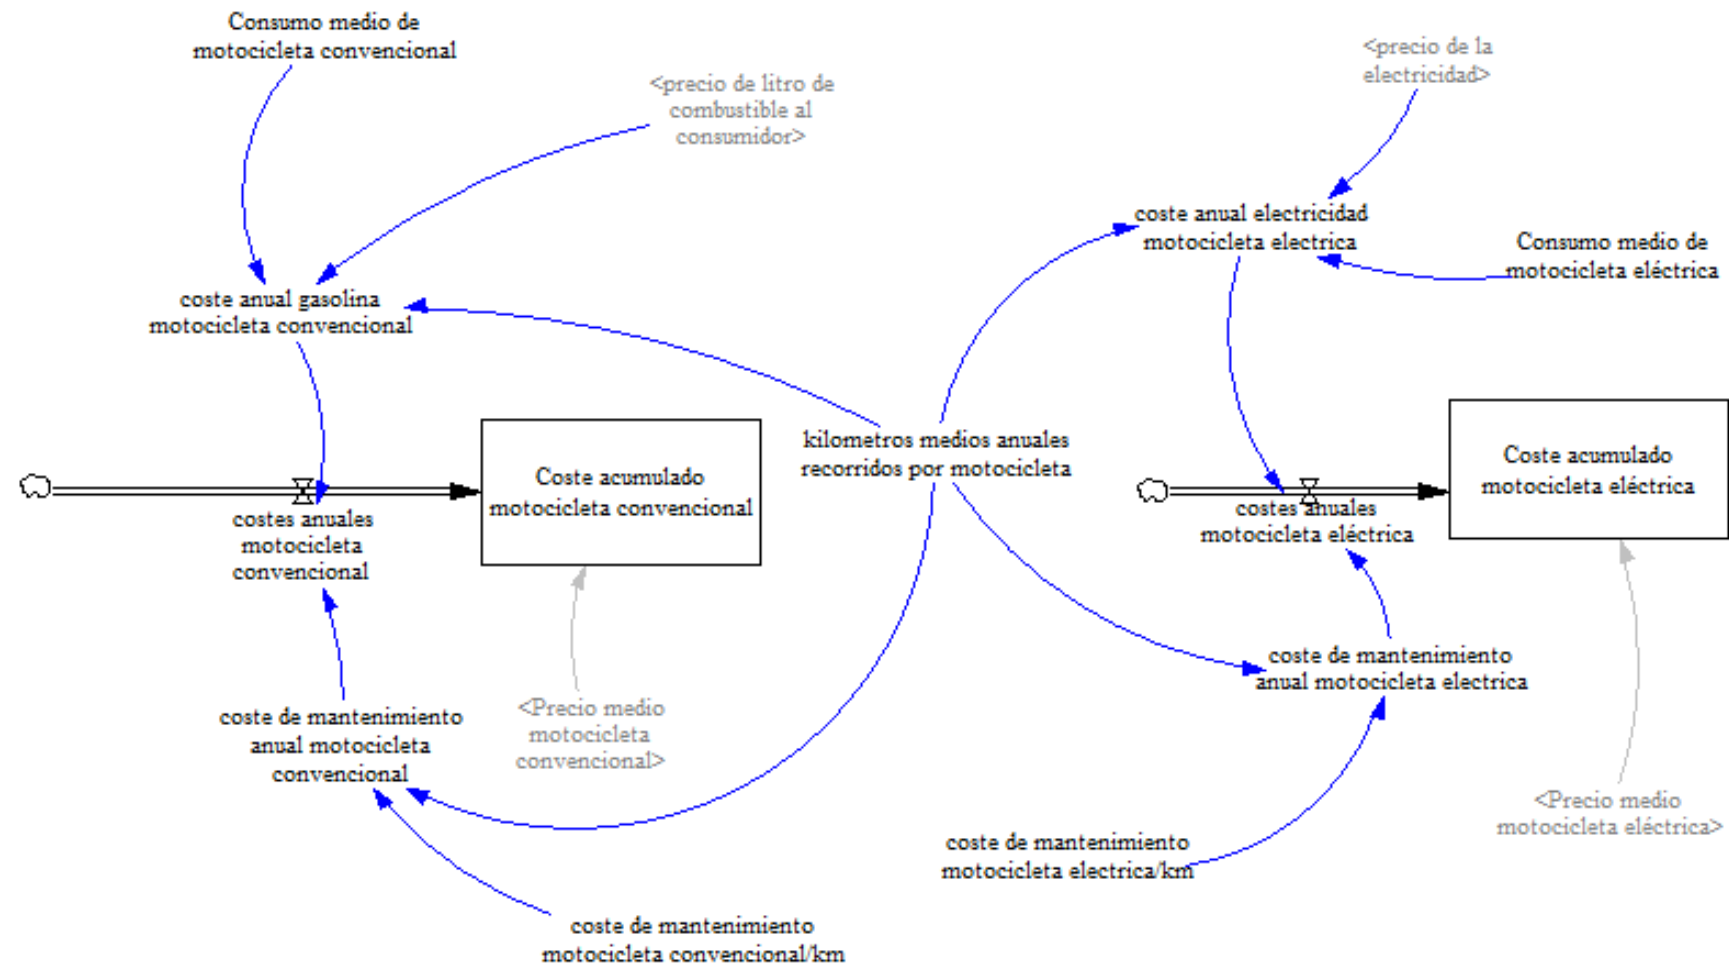 Consumo medio de
motocicleta convencional
<precio de litro de
combustible al
consumidor>
<precio de la
electricidad>
coste anual electricidad
motocicleta electrica
Consumo medio de
motocicleta eléctrica
coste anual gasolina
motocicleta convencional
kilometros medios anuales
recorridos por motocicleta
Coste acumulado
motocicleta convencional
Coste acumulado
motocicleta eléctrica
costes anuales
motocicleta
convencional
costes anuales
motocicleta eléctrica
coste de mantenimiento
anual motocicleta electrica
coste de mantenimiento
anual motocicleta
convencional
<Precio medio
motocicleta
convencional>
<Precio medio
motocicleta eléctrica>
coste de mantenimiento
motocicleta electrica/km
coste de mantenimiento
motocicleta convencional/km